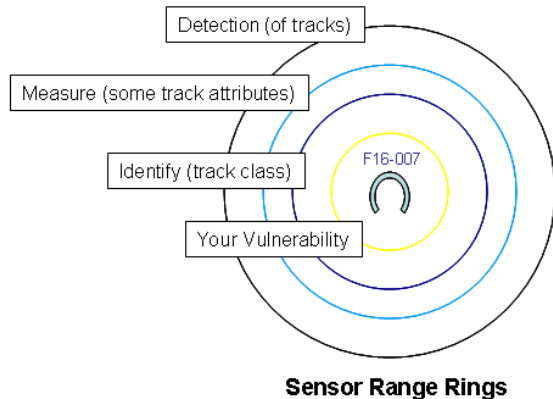 Detection (of tracks)
Measure (some track attributes)
Identify (track class)
F16-007
Your Vulnerability
Sensor Range Rings